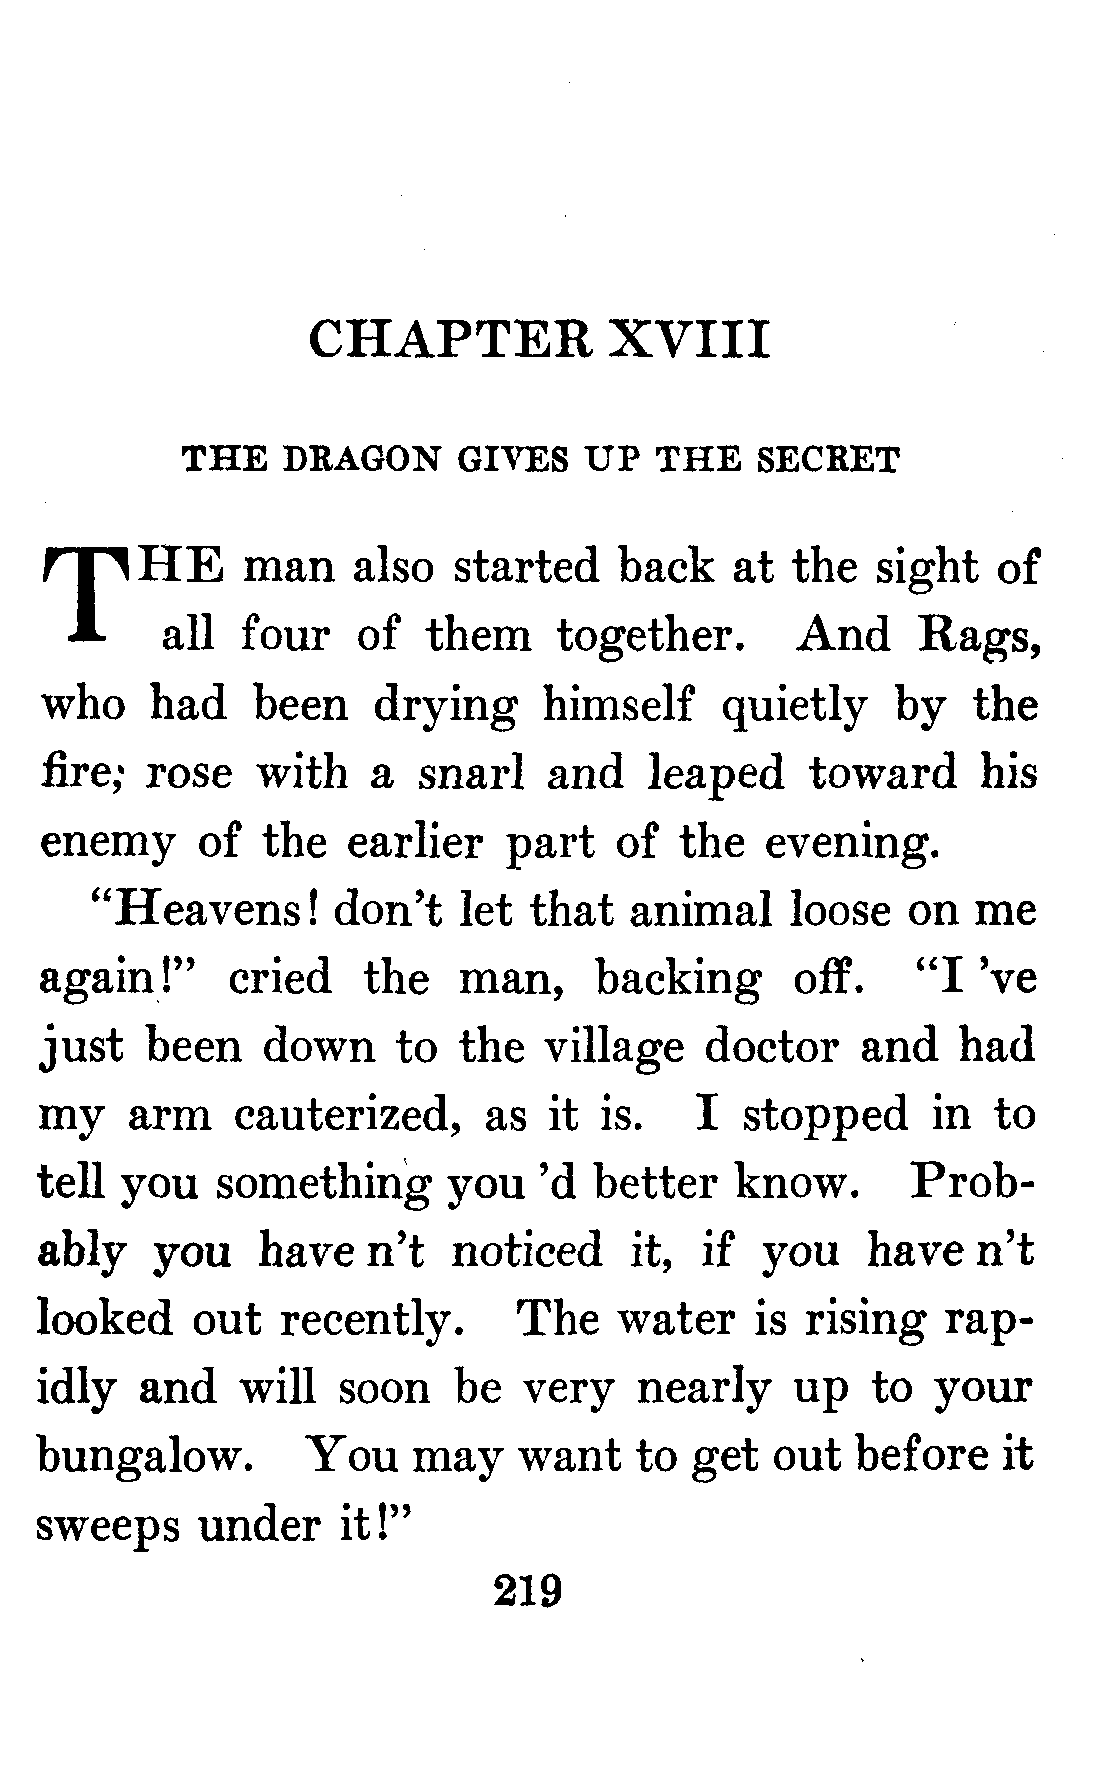 CHAPTER XVIII
THE DRAGON GIVES UP THE SECRET
THE man also started back at the sight of
all four of them together. And Rags,
who had been drying himself quietly by the
fire; rose with a snarl and leaped toward his
enemy of the earlier part of the evening.
"Heavens! don't let that animal loose on me
again!" cried the man, backing off. "I 've
just been down to the village doctor and had
my arm cauterized, as it is. I stopped in to
tell you something you 'd better know. Prob-
ably you have n't noticed it, if you have n't
looked out recently. The water is rising rap-
idly and will soon be very nearly up to your
bungalow. You may want to get out before it
sweeps under it!"
219